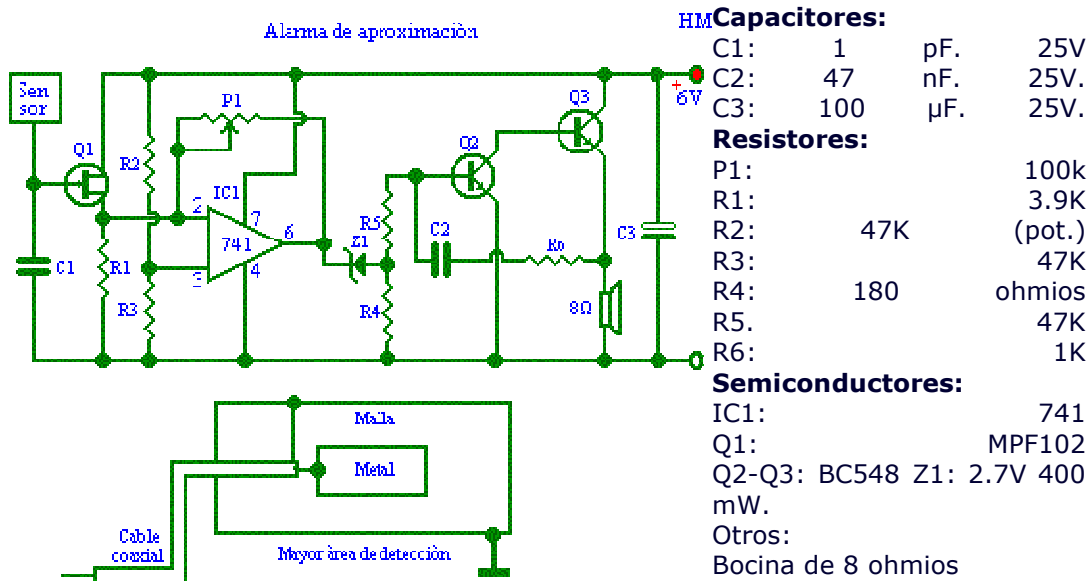 Alarma de aproximaciòn
HM
Sen
sor
P1
Q3
+
6V
Q1
R2
Q2
IC1
2
7
741
6
R5
C2
C3
C1
R1
Z1
Ro
3
4
R3
R4
8Ω
Malla
Metal
Cable
coaxial
Mayor àrea de detecciòn
Capacitores:
C1: 1 pF. 25V
C2: 47 nF. 25V.
C3: 100 µF. 25V.
Resistores:
P1: 100k
R1: 3.9K
R2: 47K (pot.)
R3: 47K
R4: 180 ohmios
R5. 47K
R6: 1K
Semiconductores:
IC1: 741
Q1: MPF102
Q2-Q3: BC548 Z1: 2.7V 400
mW.
Otros:
Bocina de 8 ohmios